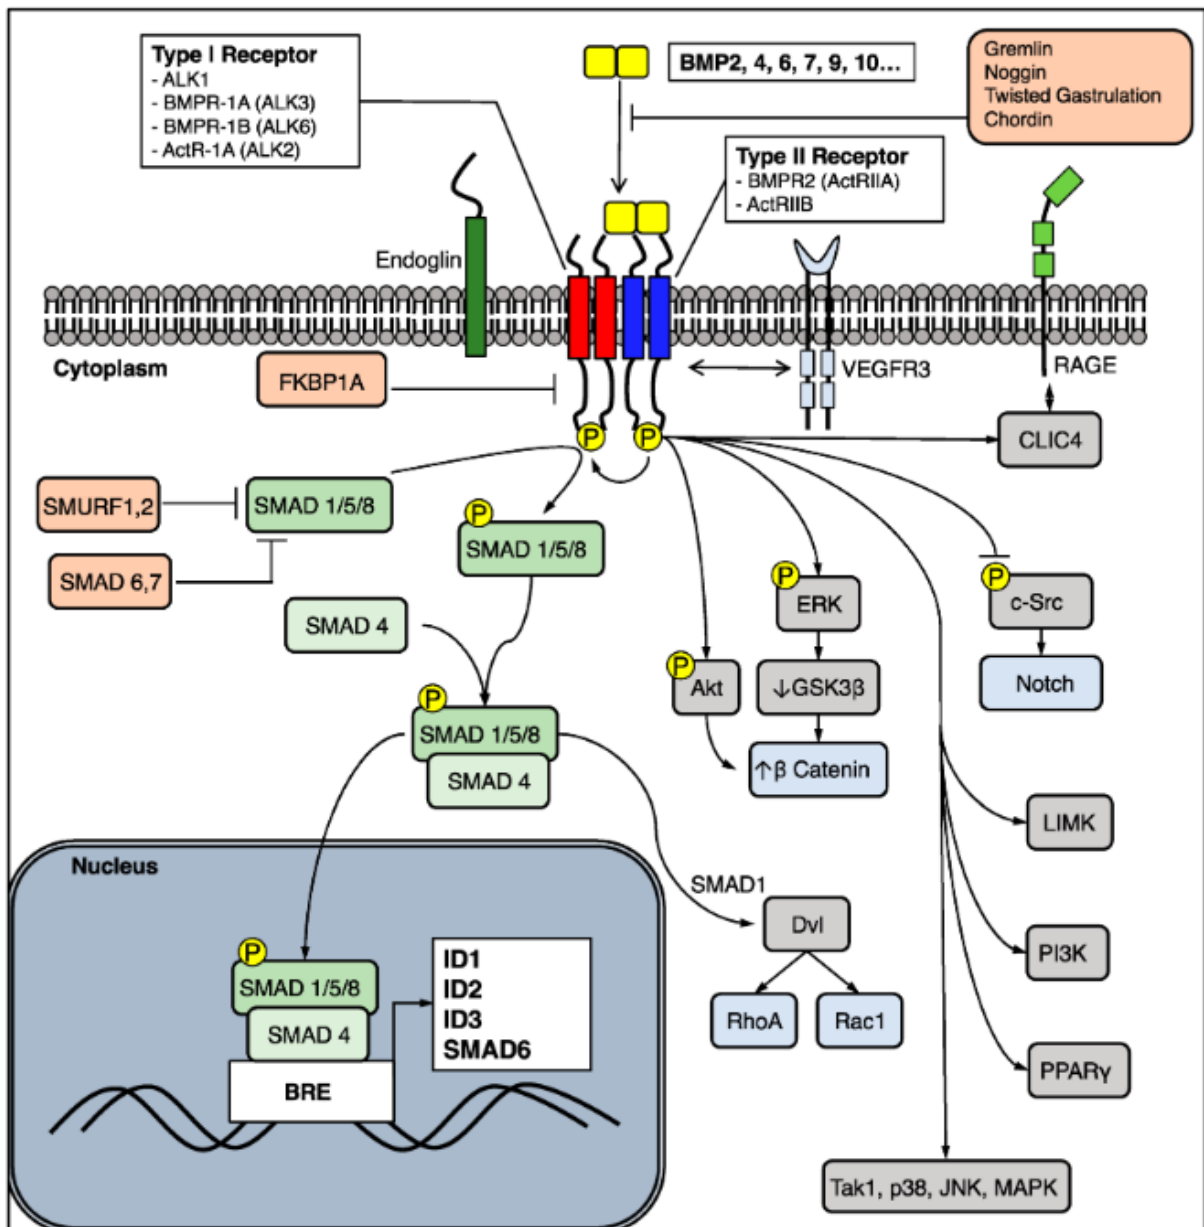 Type I Receptor
- ALK1
- BMPR-1A (ALK3)
- BMPR-1B (ALK6)
- ActR-1A (ALK2)
BMP2, 4, 6, 7, 9, 10...
Gremlin
Noggin
Twisted Gastrulation
Chordin
Type II Receptor
- BMPR2 (ActRIIA)
- ActRIIB
Endoglin
Cytoplasm
FKBP1A
VEGFR3
RAGE
P
P
CLIC4
SMURF1,2
SMAD 1/5/8
P
SMAD 1/5/8
SMAD 6,7
SMAD 4
P
ERK
P
c-Src
P
Akt
↓GSK3β
Notch
P
SMAD 1/5/8
SMAD 4
↑β Catenin
LIMK
Nucleus
SMAD1
Dvl
PI3K
P
SMAD 1/5/8
SMAD 4
BRE
ID1
ID2
ID3
SMAD6
RhoA
Rac1
PPARγ
Tak1, p38, JNK, MAPK